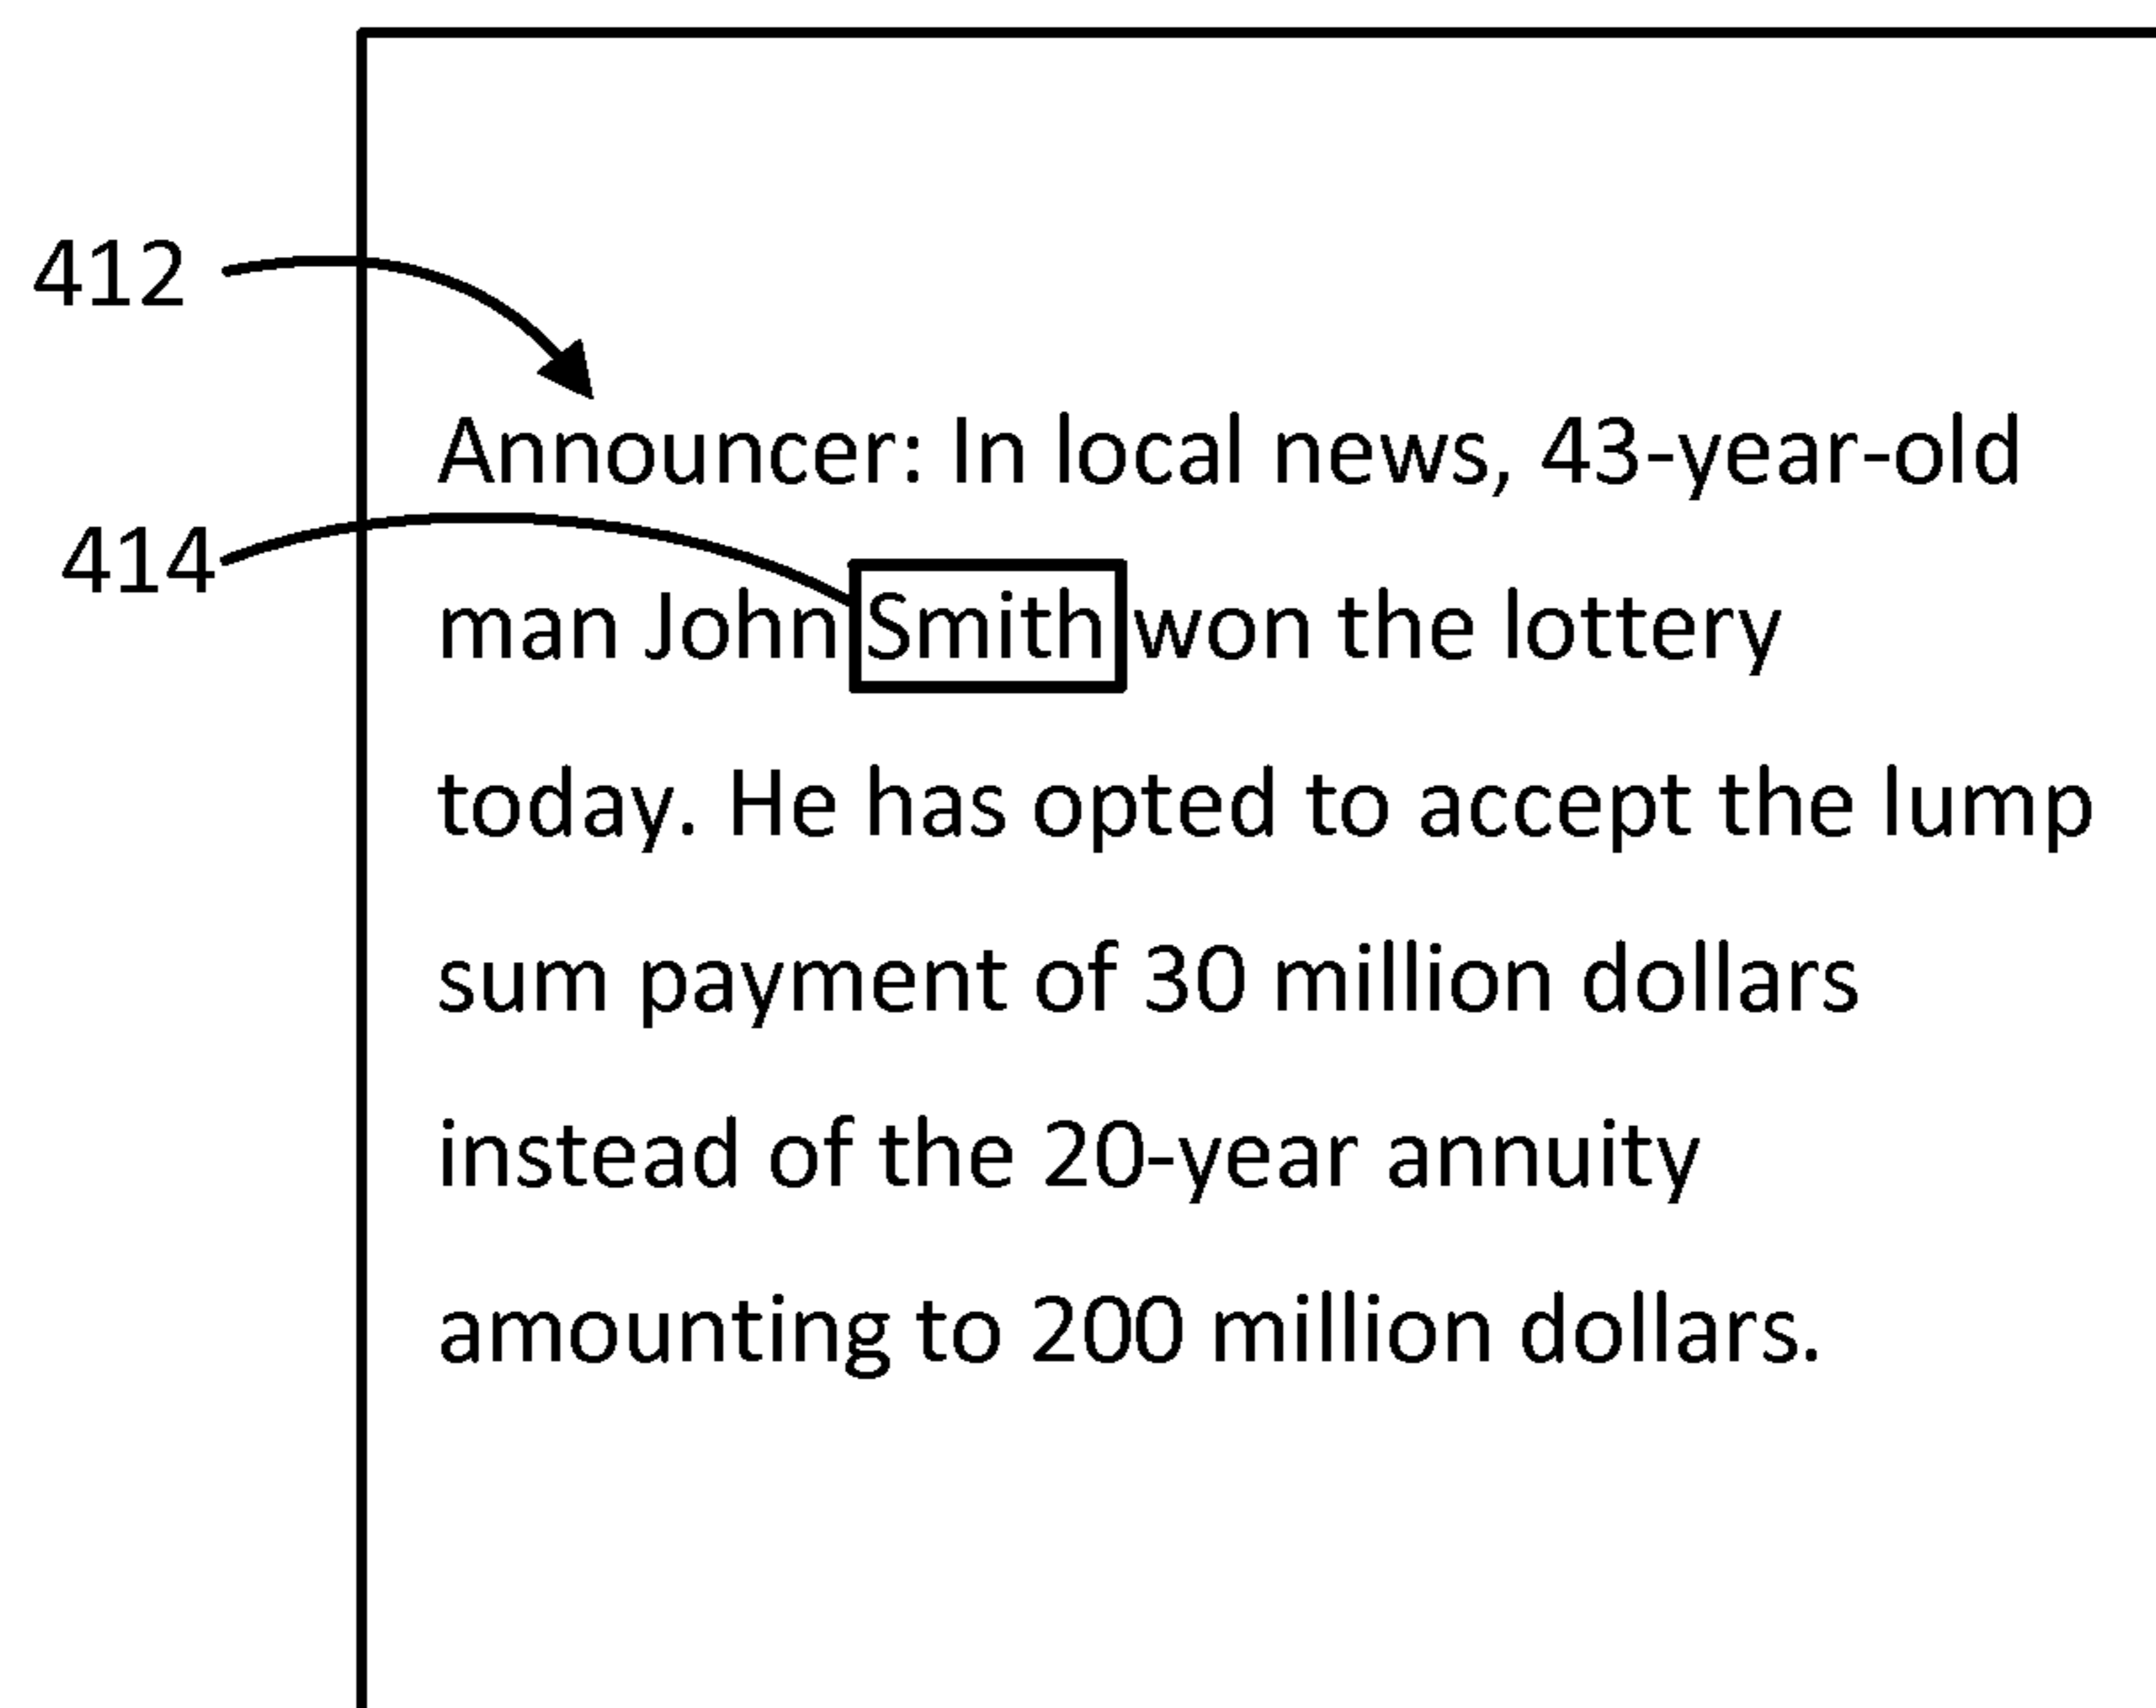 412
Announcer: In local news, 43-year-old
414
man John Smith won the lottery
today. He has opted to accept the lump
sum payment of 30 million dollars
instead of the 20-year annuity
amounting to 200 million dollars.